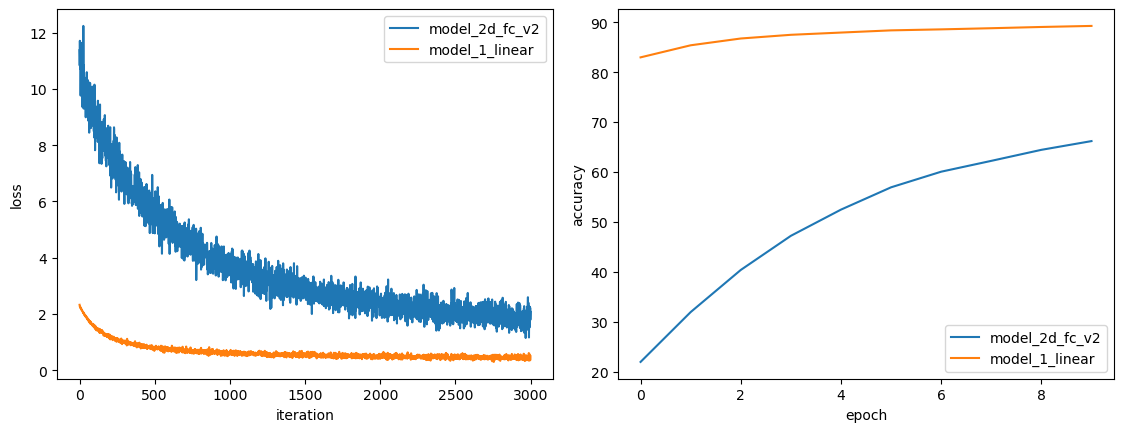 12
10
8
6
4
2
0
loss
0 500 1000 1500 2000 2500 3000
iteration
model_2d_fc_v2
model_1_linear
90
80
70
60
50
40
30
20
accuracy
0 2 4 6 8
epoch
model_2d_fc_v2
model_1_linear